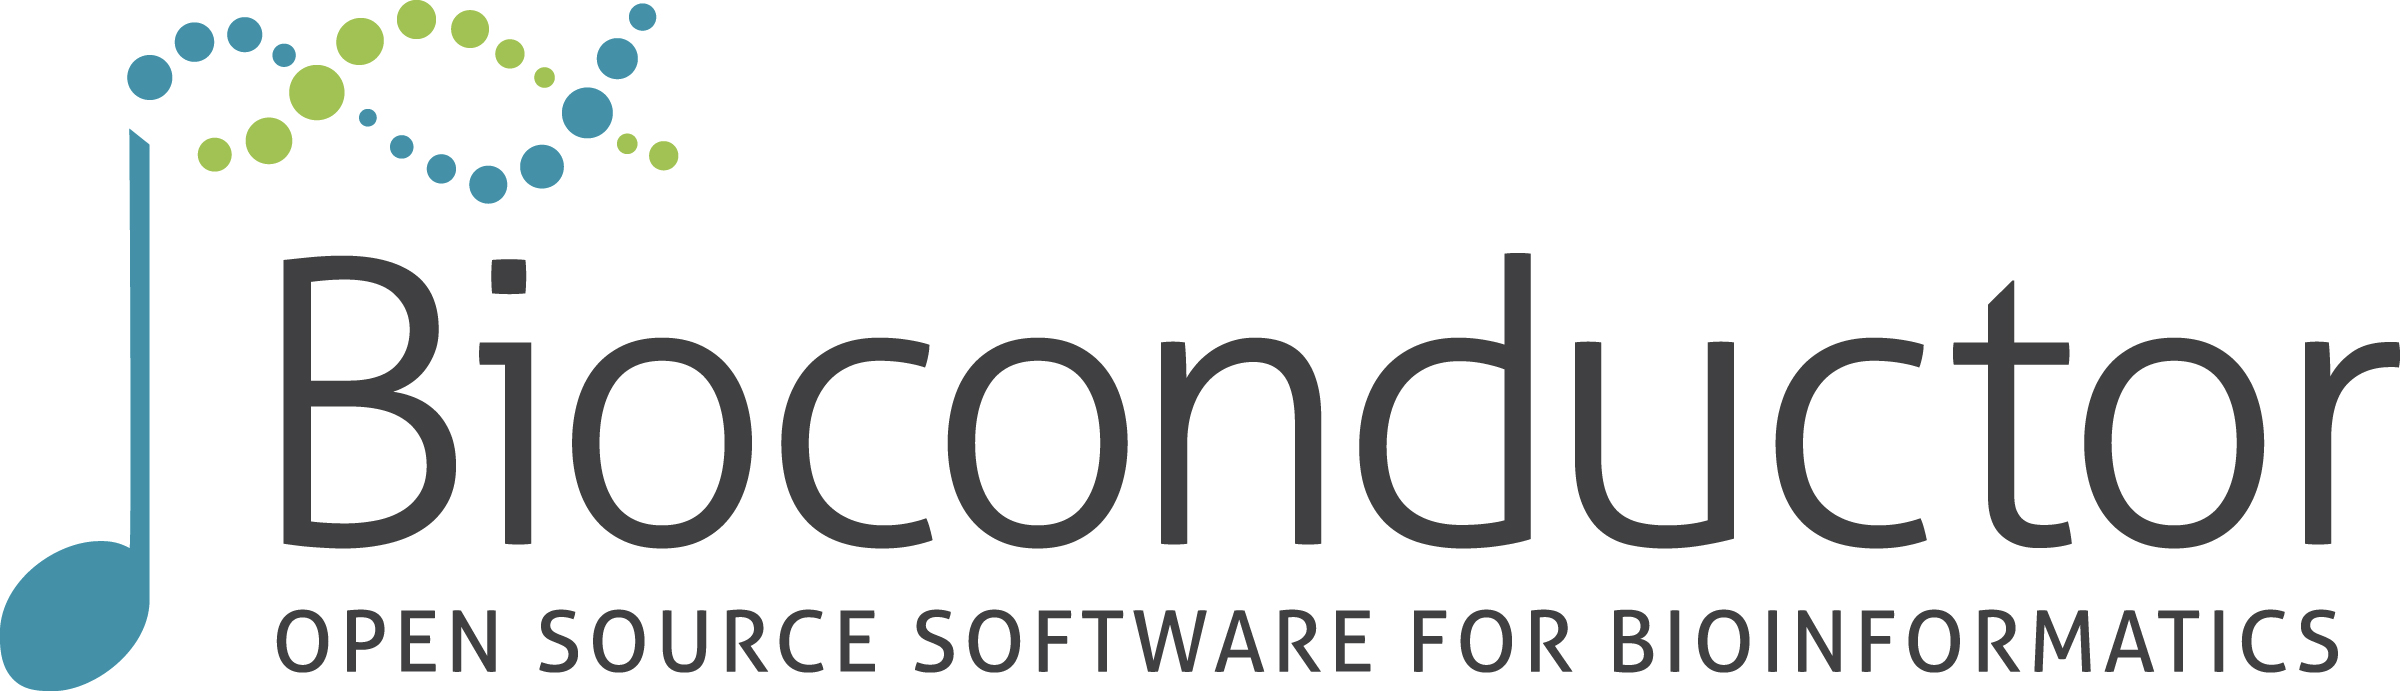 Bioconductor
OPEN SOURCE SOFTWARE FOR BIOINFORMATICS